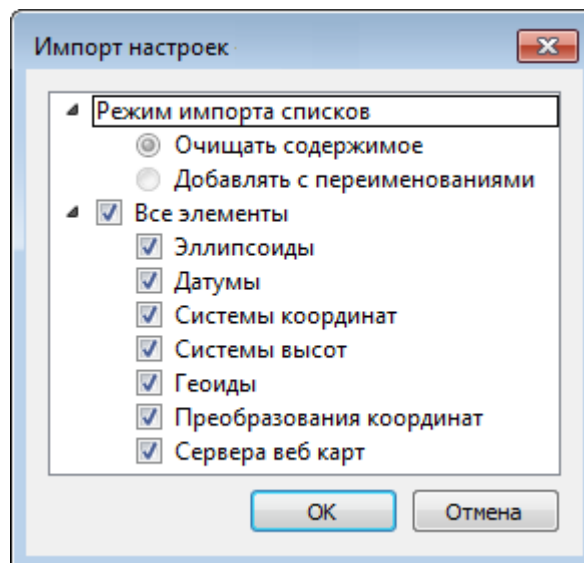 Импорт настроек
Режим импорта списков
Очищать содержимое
Добавлять с переименованиями
Все элементы
Эллипсоиды
Датумы
Системы координат
Системы высот
Геоиды
Преобразования координат
Сервера веб карт
ОК
Отмена